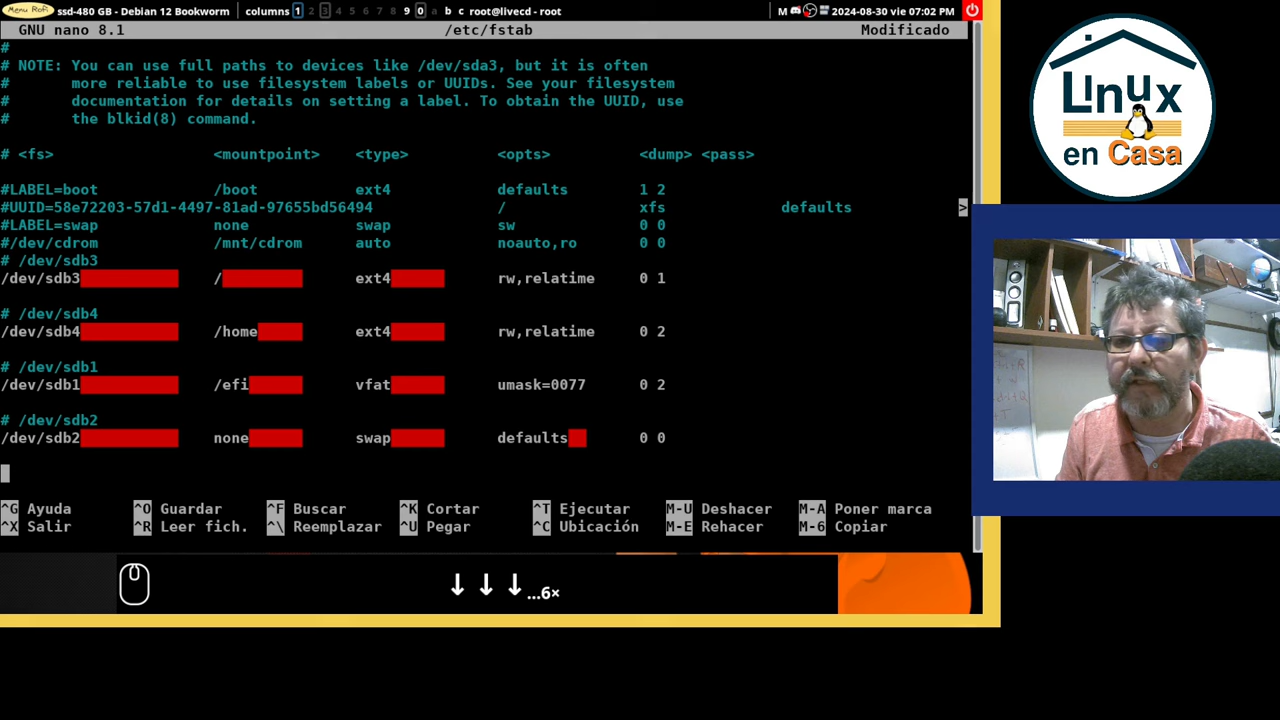 Menu Rofi ssd-480 GB - Debian 12 Bookworm columns 1 2 3 4 5 6 7 8 9 0 a b c root@livecd - root M 2024-08-30 vie 07:02 PM
GNU nano 8.1 /etc/fstab Modificado
#
# NOTE: You can use full paths to devices like /dev/sda3, but it is often
# more reliable to use filesystem labels or UUIDs. See your filesystem
# documentation for details on setting a label. To obtain the UUID, use
# the blkid(8) command.
# <fs> <mountpoint> <type> <opts> <dump> <pass>
#LABEL=boot /boot ext4 defaults 1 2
#UUID=58e72203-57d1-4497-81ad-97655bd56494 / xfs defaults >
#LABEL=swap none swap sw 0 0
#/dev/cdrom /mnt/cdrom auto noauto,ro 0 0
# /dev/sdb3
/dev/sdb3 / ext4 rw,relatime 0 1
# /dev/sdb4
/dev/sdb4 /home ext4 rw,relatime 0 2
# /dev/sdb1
/dev/sdb1 /efi vfat umask=0077 0 2
# /dev/sdb2
/dev/sdb2 none swap defaults 0 0
^G Ayuda ^O Guardar ^F Buscar ^K Cortar ^T Ejecutar M-U Deshacer M-A Poner marca
^X Salir ^R Leer fich. ^\ Reemplazar ^U Pegar ^C Ubicación M-E Rehacer M-6 Copiar
↓ ↓ ↓ ...6×
LInux
en Casa